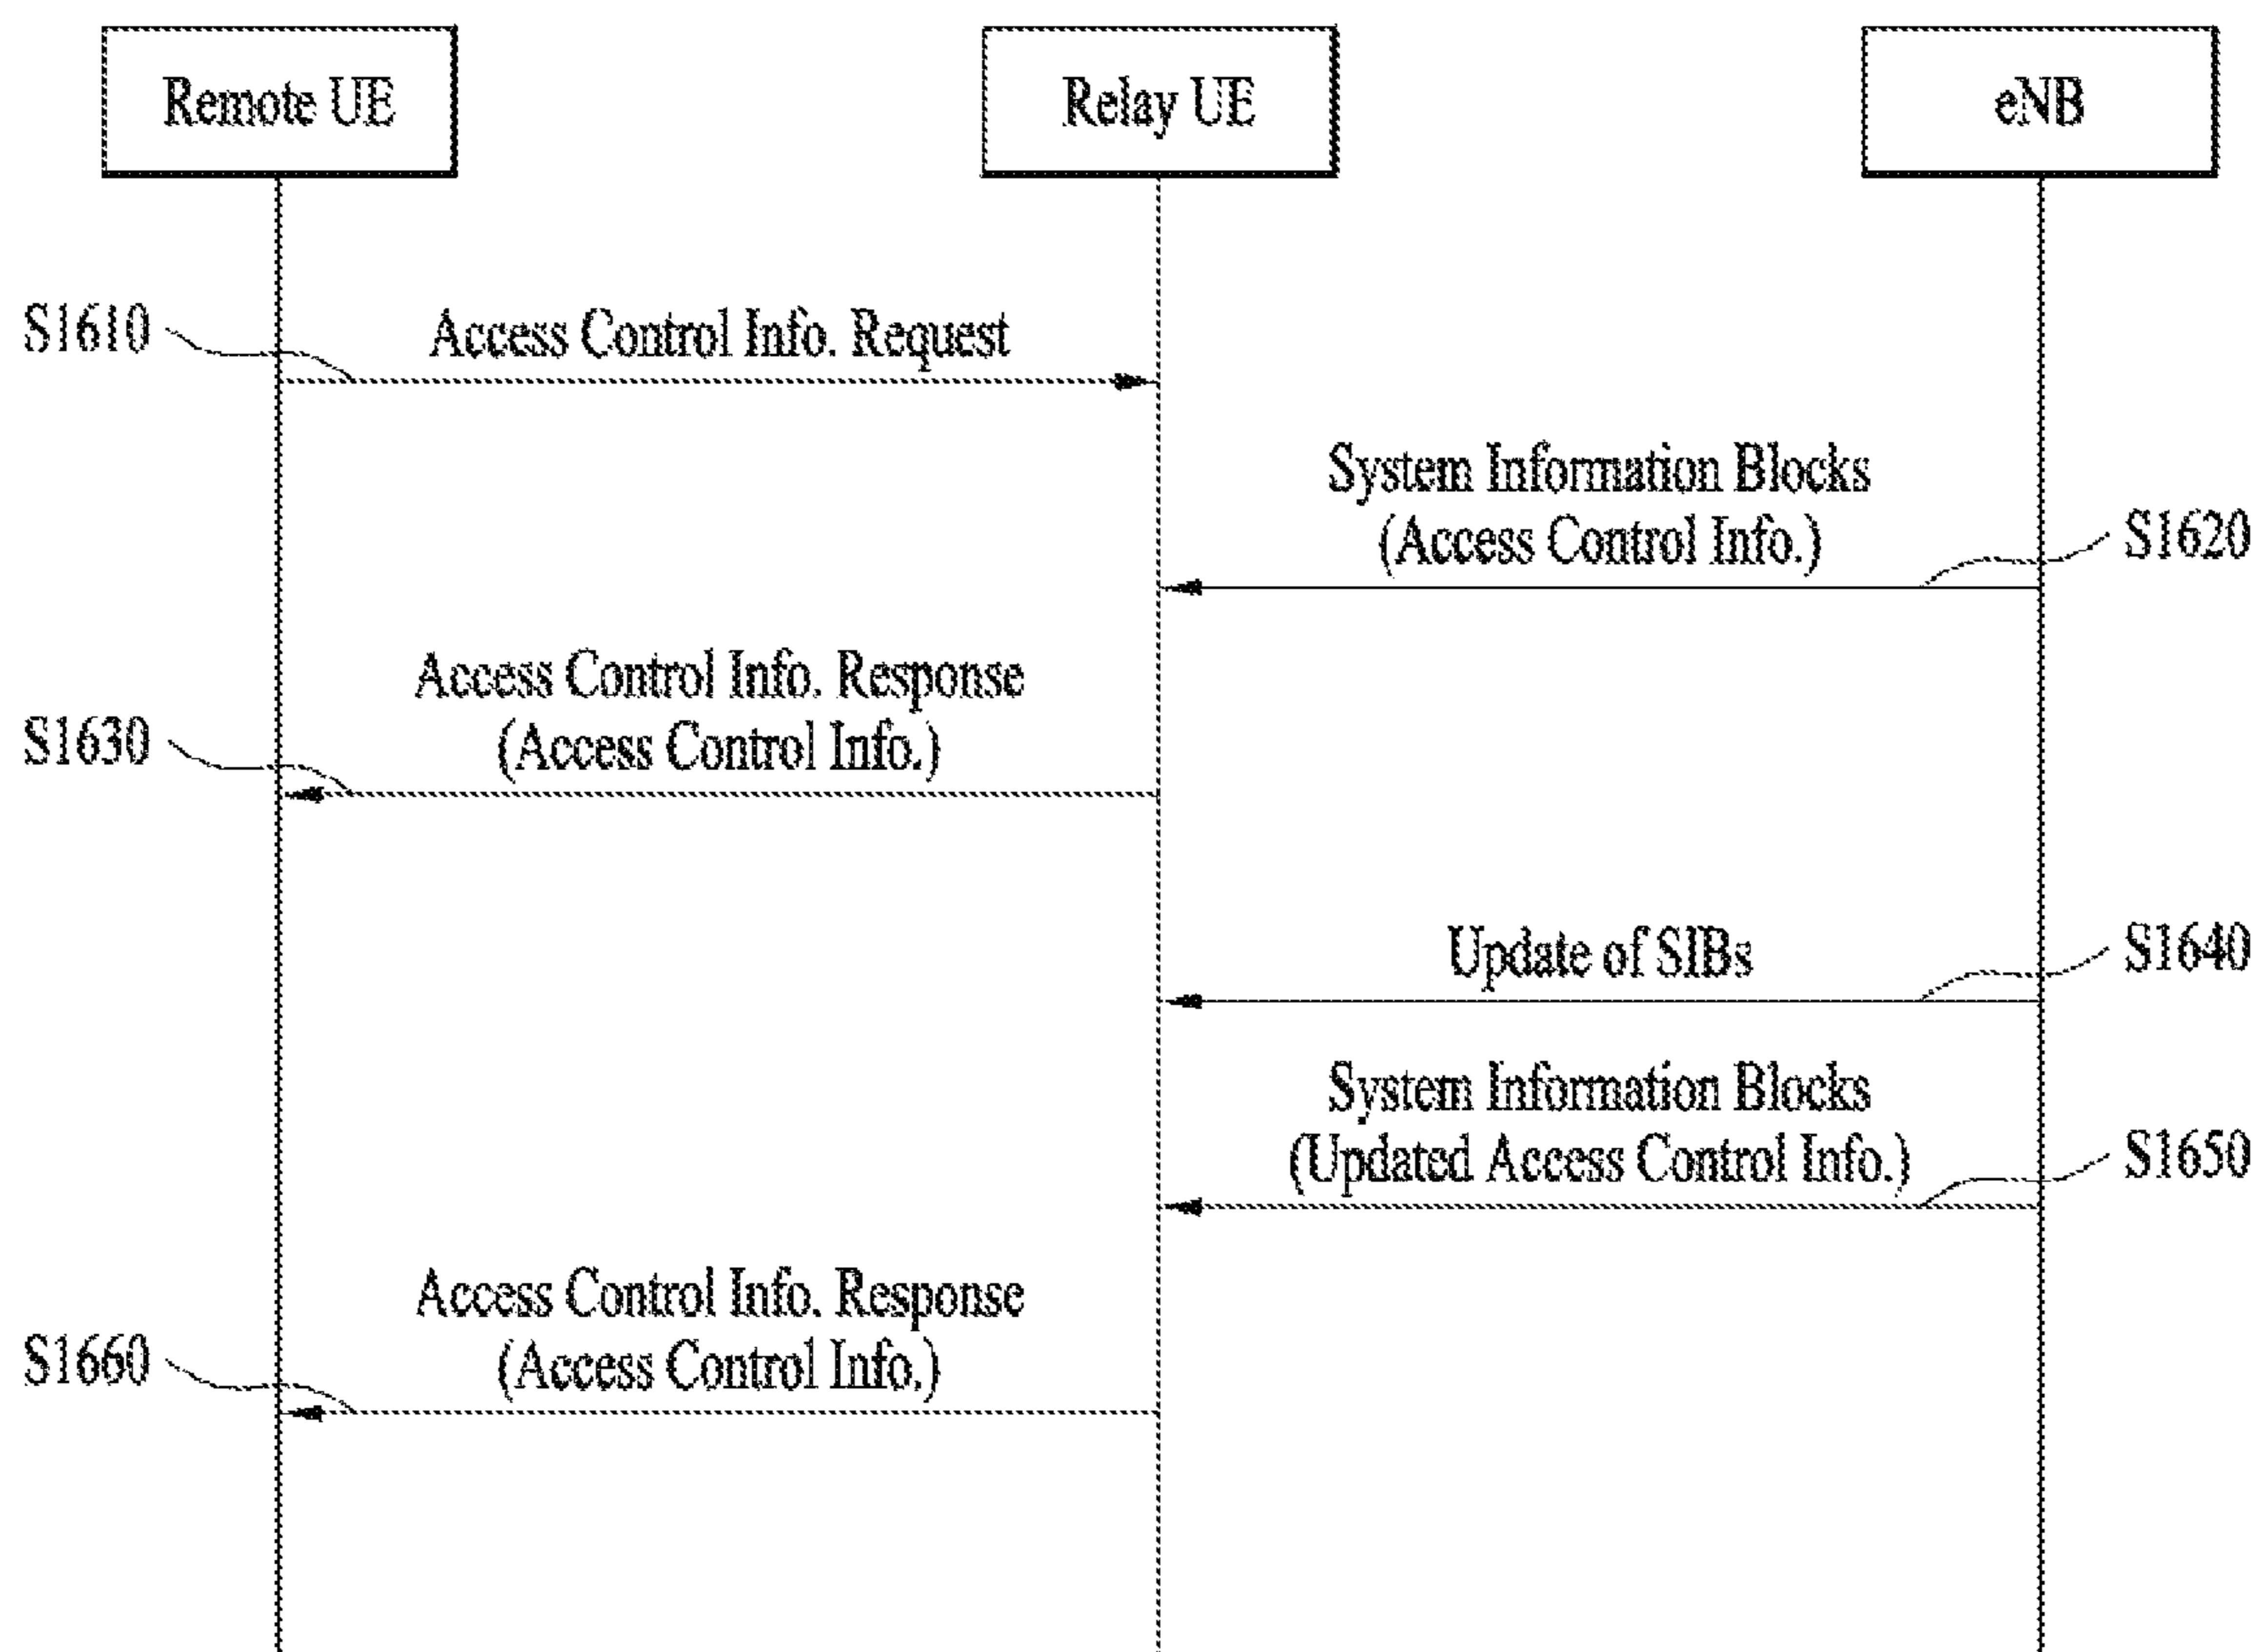 Remote UE
Relay UE
eNB
S1610
Access Control Info. Request
System Information Blocks
(Access Control Info.)
S1620
Access Control Info. Response
(Access Control Info.)
S1630
Update of SIBs
S1640
System Information Blocks
(Updated Access Control Info.)
S1650
Access Control Info. Response
(Access Control Info.)
S1660